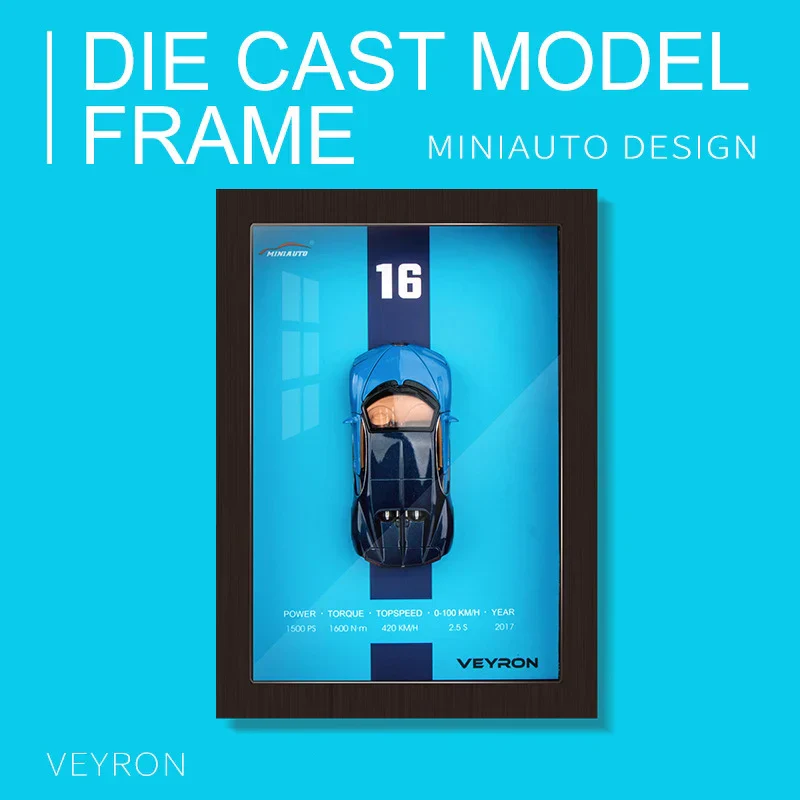 DIE CAST MODEL
FRAME
MINIAUTO DESIGN
MINIAUTO
16
POWER · TORQUE · TOPSPEED · 0-100 KM/H · YEAR
1500 PS 1600 N·m 420 KM/H 2.5 S 2017
VEYRON
VEYRON